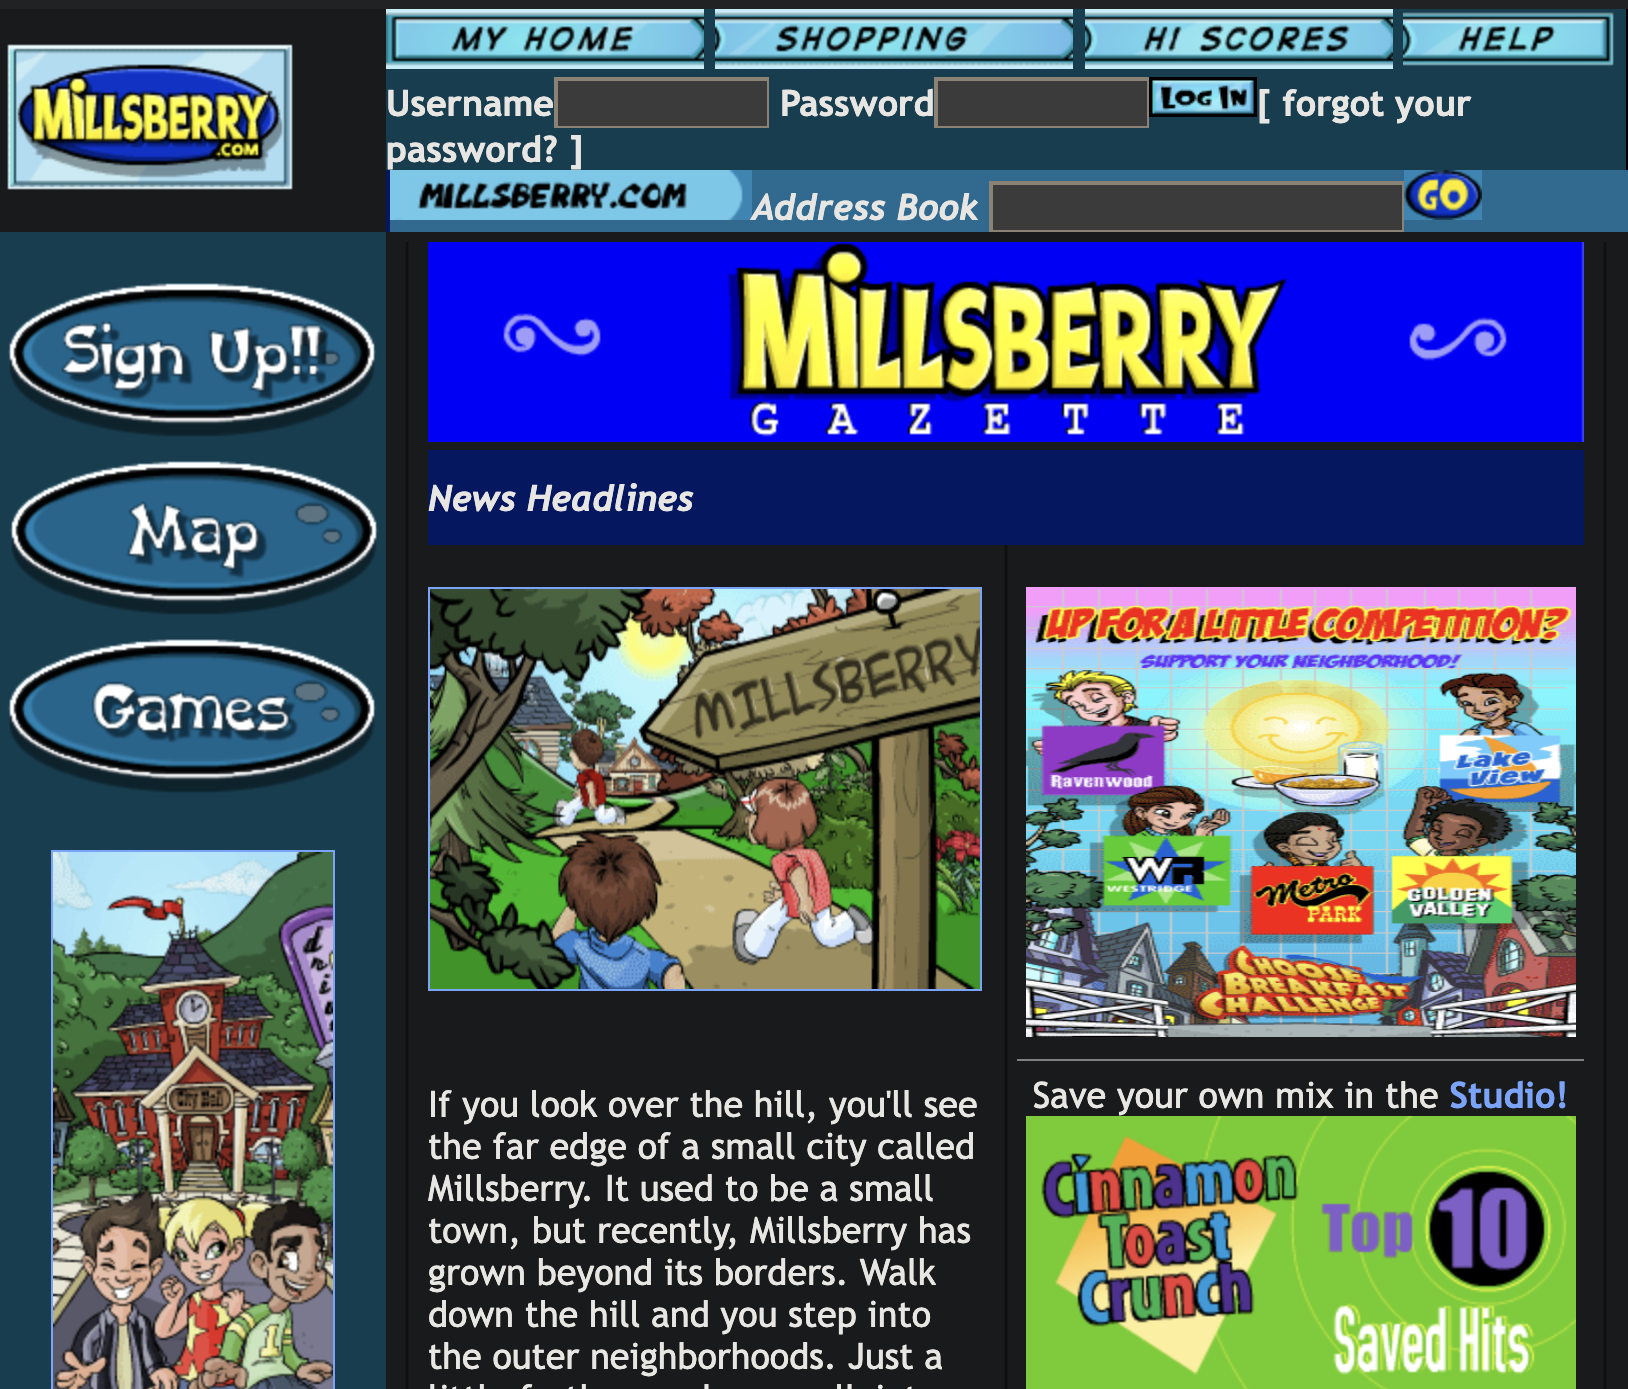 MY HOME SHOPPING HI SCORES HELP
MILLSBERRY
.COM
Username Password LOG IN [ forgot your
password? ]
MILLSBERRY.COM Address Book GO
Sign Up!!
Map
Games
City Hall
MILLSBERRY
GAZETTE
News Headlines
MILLSBERRY
If you look over the hill, you'll see
the far edge of a small city called
Millsberry. It used to be a small
town, but recently, Millsberry has
grown beyond its borders. Walk
down the hill and you step into
the outer neighborhoods. Just a
UP FOR A LITTLE COMPETITION?
SUPPORT YOUR NEIGHBORHOOD!
Ravenwood
Lake
View
WR
WESTRIDGE
Metro
PARK
GOLDEN
VALLEY
CHOOSE
BREAKFAST
CHALLENGE
Save your own mix in the Studio!
Cinnamon
Toast
Crunch
Top 10
Saved Hits